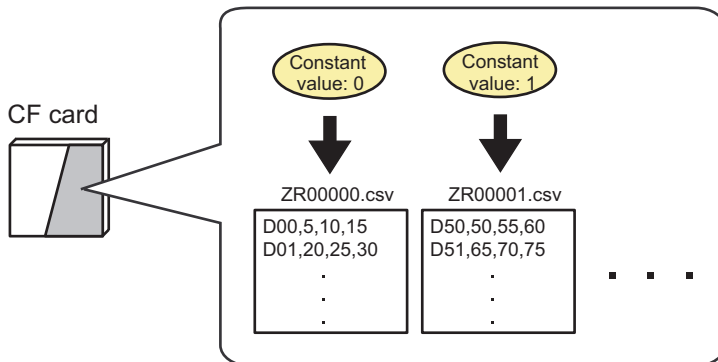 Constant
value: 0
Constant
value: 1
CF card
ZR00000.csv
ZR00001.csv
D00,5,10,15
D01,20,25,30
D50,50,55,60
D51,65,70,75